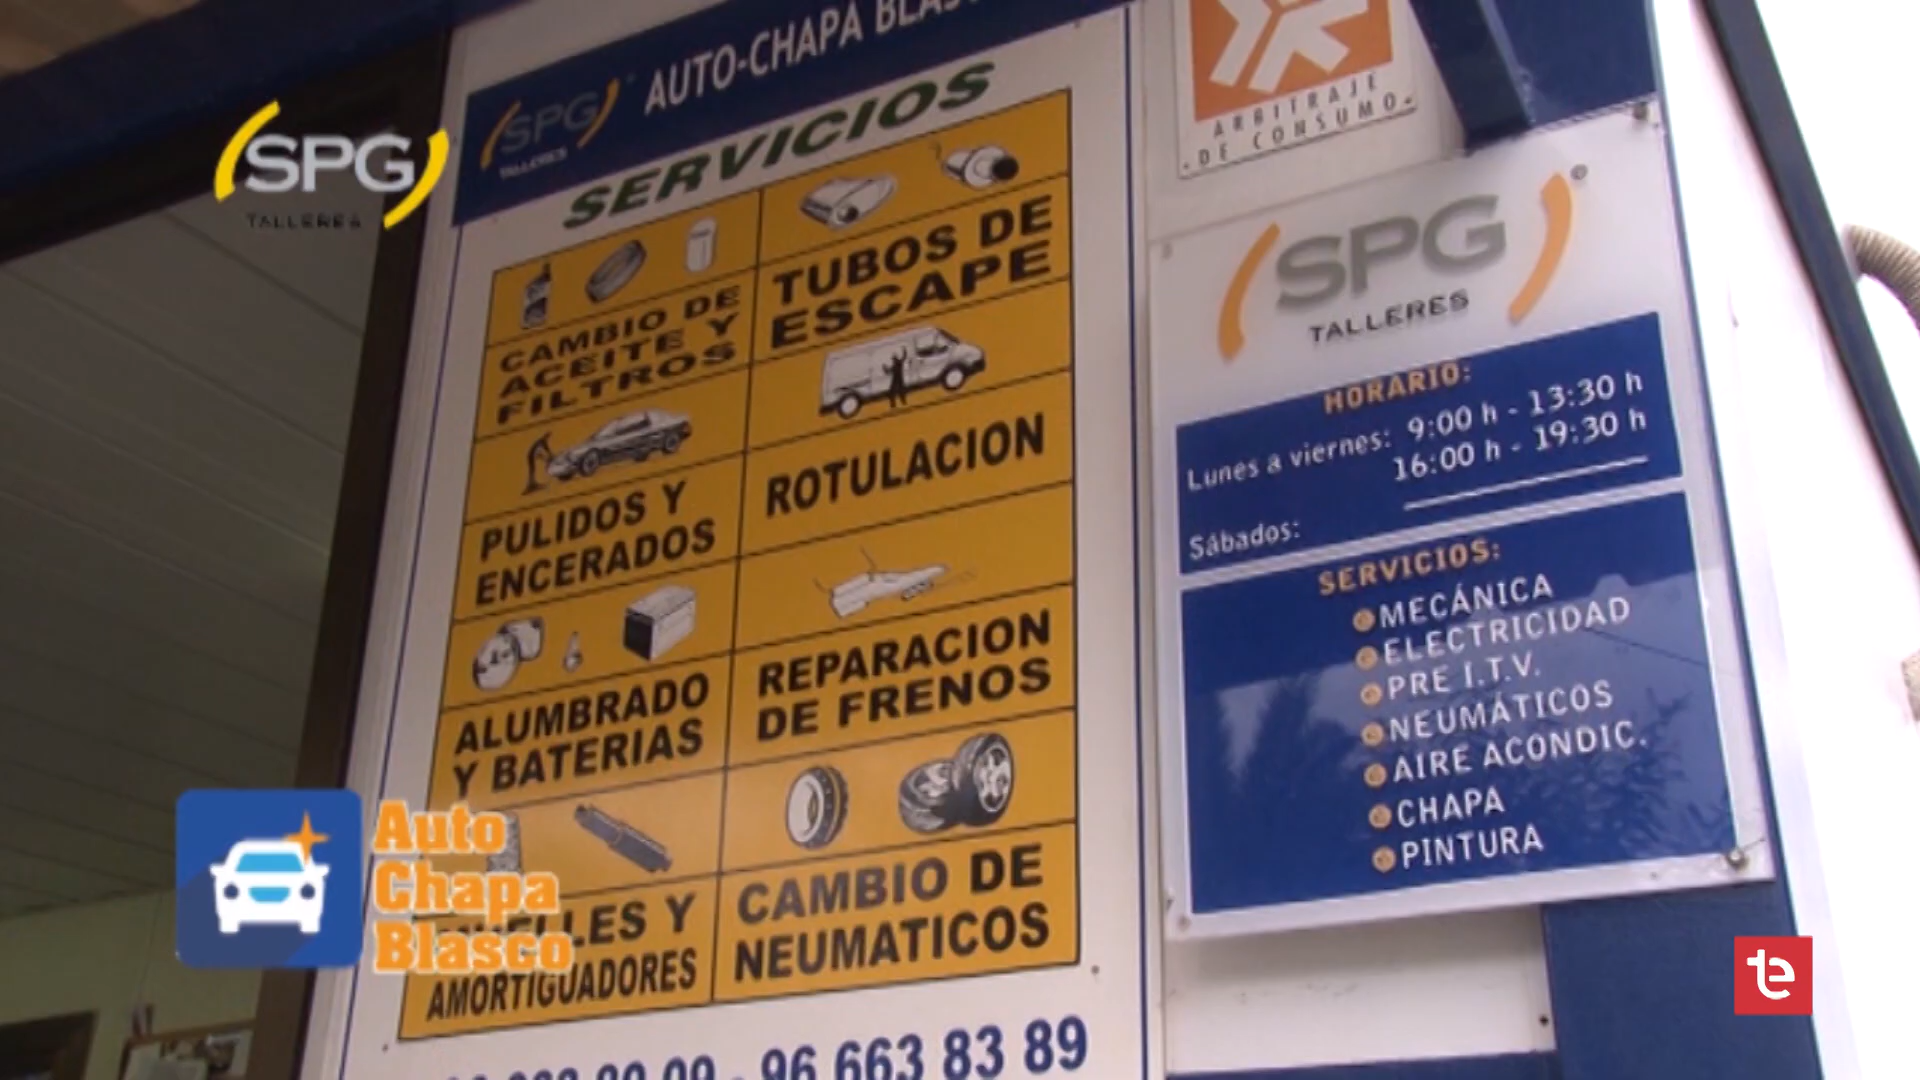 SPG
TALLERES
SPG
TALLERES
AUTO-CHAPA
SERVICIOS
CAMBIO DE
ACEITE Y
FILTROS
TUBOS DE
ESCAPE
PULIDOS Y
ENCERADOS
ROTULACION
ALUMBRADO
Y BATERIAS
REPARACION
DE FRENOS
Y
AMORTIGUADORES
CAMBIO DE
NEUMATICOS
96 663 83 89
ARBITRAJE
DE CONSUMO
SPG
TALLERES
HORARIO:
Lunes a viernes: 9:00 h - 13:30 h
16:00 h - 19:30 h
Sábados:
SERVICIOS:
MECÁNICA
ELECTRICIDAD
PRE I.T.V.
NEUMÁTICOS
AIRE ACONDIC.
CHAPA
PINTURA
Auto
Chapa
Blasco
te